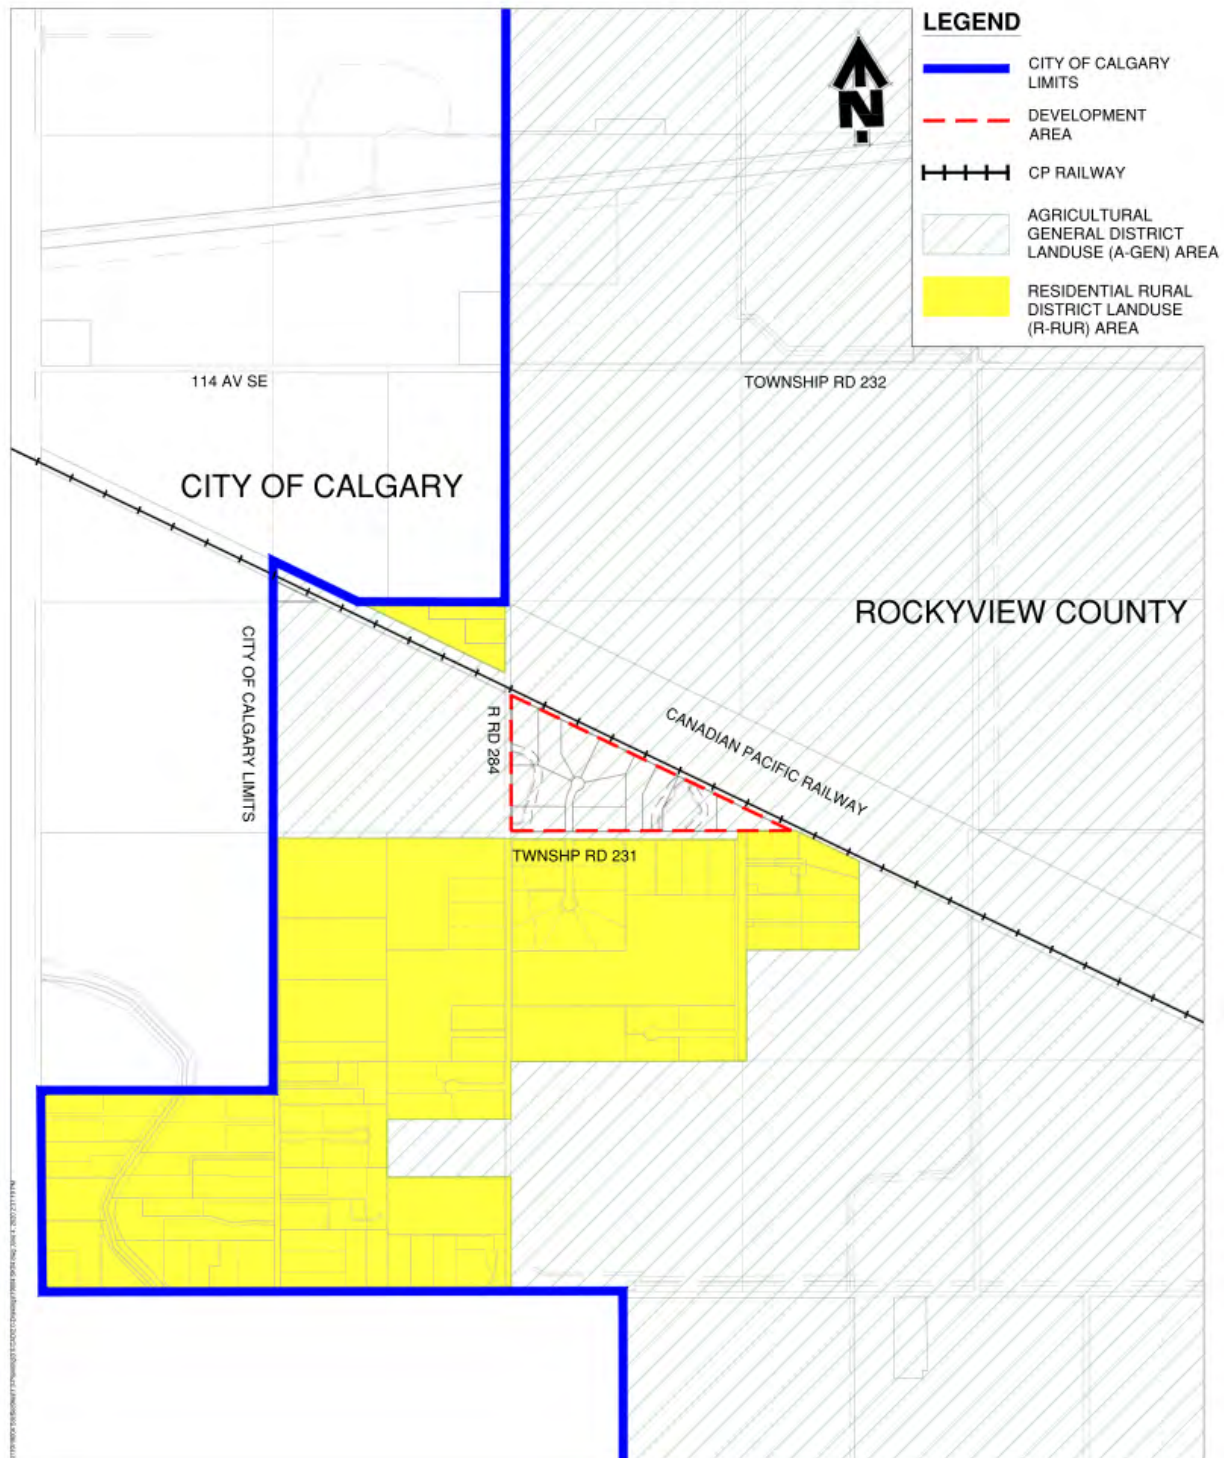 LEGEND
CITY OF CALGARY
LIMITS
DEVELOPMENT
AREA
CP RAILWAY
AGRICULTURAL
GENERAL DISTRICT
LANDUSE (A-GEN) AREA
RESIDENTIAL RURAL
DISTRICT LANDUSE
(R-RUR) AREA
N
114 AV SE
TOWNSHIP RD 232
CITY OF CALGARY
ROCKYVIEW COUNTY
CITY OF CALGARY LIMITS
R RD 284
CANADIAN PACIFIC RAILWAY
TWNSHP RD 231